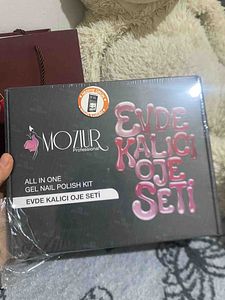 MOZIUR
Professional
ALL IN ONE
GEL NAIL POLISH KIT
EVDE KALICI OJE SETİ
EVDE
KALICI
OJE
SETİ